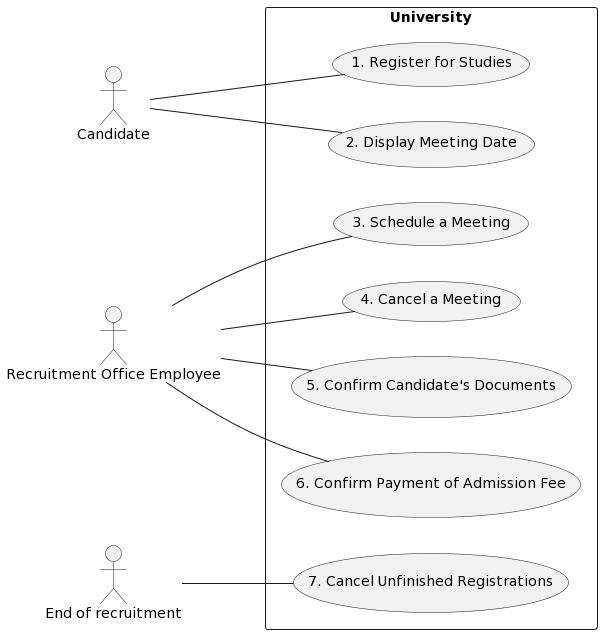 University
1. Register for Studies
Candidate
2. Display Meeting Date
3. Schedule a Meeting
4. Cancel a Meeting
Recruitment Office Employee
5. Confirm Candidate's Documents
6. Confirm Payment of Admission Fee
7. Cancel Unfinished Registrations
End of recruitment